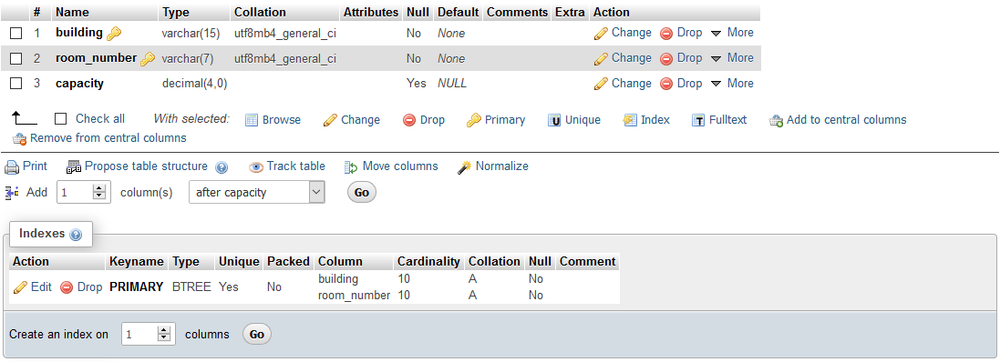 # Name Type Collation Attributes Null Default Comments Extra Action
1 building varchar(15) utf8mb4_general_ci No None Change Drop More
2 room_number varchar(7) utf8mb4_general_ci No None Change Drop More
3 capacity decimal(4,0) Yes NULL Change Drop More
Check all With selected: Browse Change Drop Primary Unique Index Fulltext Add to central columns
Remove from central columns
Print Propose table structure Track table Move columns Normalize
Add 1 column(s) after capacity Go
Indexes
Action Keyname Type Unique Packed Column Cardinality Collation Null Comment
Edit Drop PRIMARY BTREE Yes No building 10 A No
room_number 10 A No
Create an index on 1 columns Go